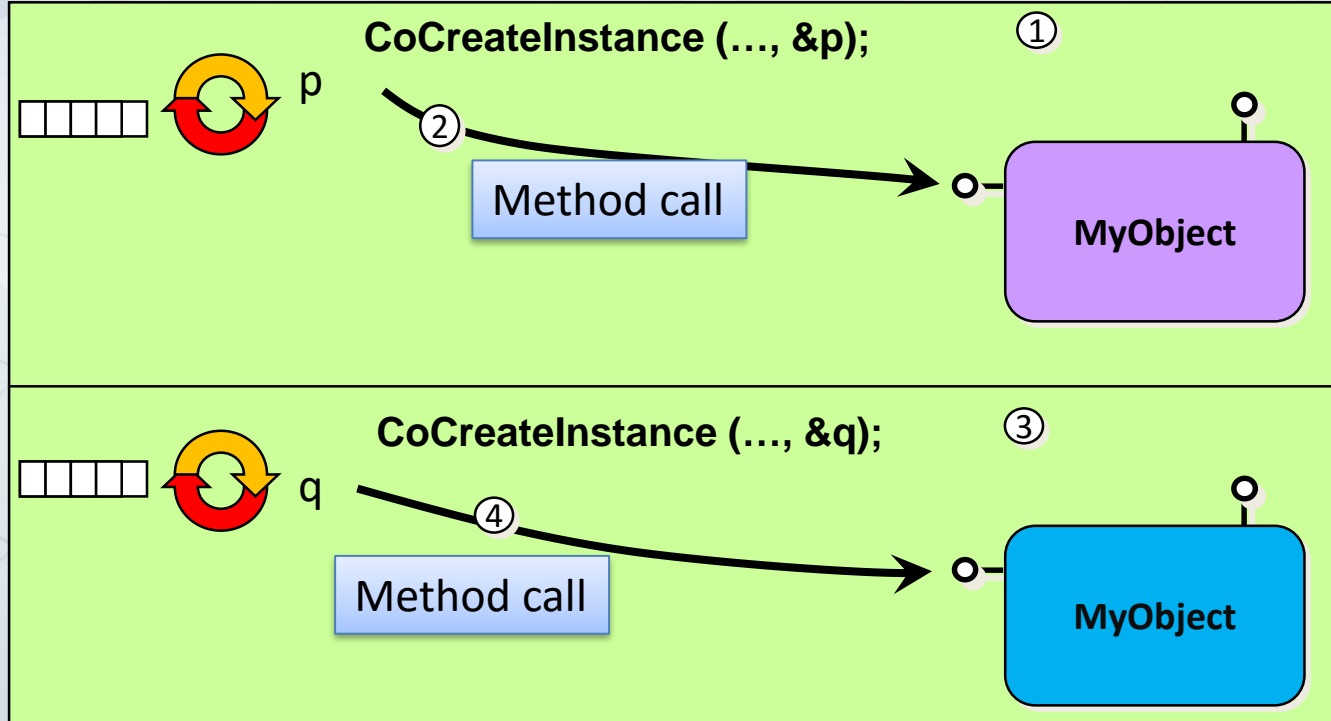 CoCreateInstance (…, &p);
①
p
②
Method call
MyObject
CoCreateInstance (…, &q);
③
q
④
Method call
MyObject